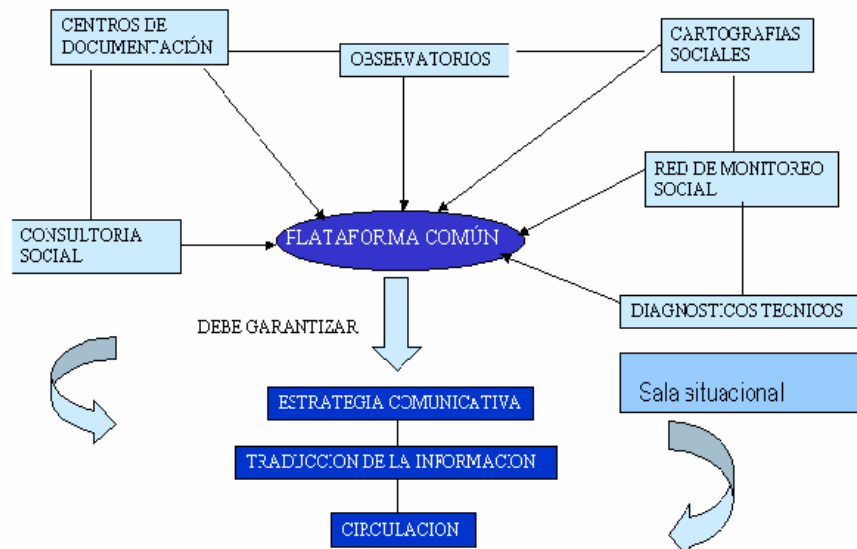 CENTROS DE
DOCUMENTACIÓN
OBSERVATORIOS
CARTOGRAFIAS
SOCIALES
RED DE MONITOREO
SOCIAL
CONSULTORIA
SOCIAL
PLATAFORMA COMÚN
DIAGNOSTICOS TECNICOS
DEBE GARANTIZAR
Sala situacional
ESTRATEGIA COMUNICATIVA
TRADUCCION DE LA INFORMACION
CIRCULACION